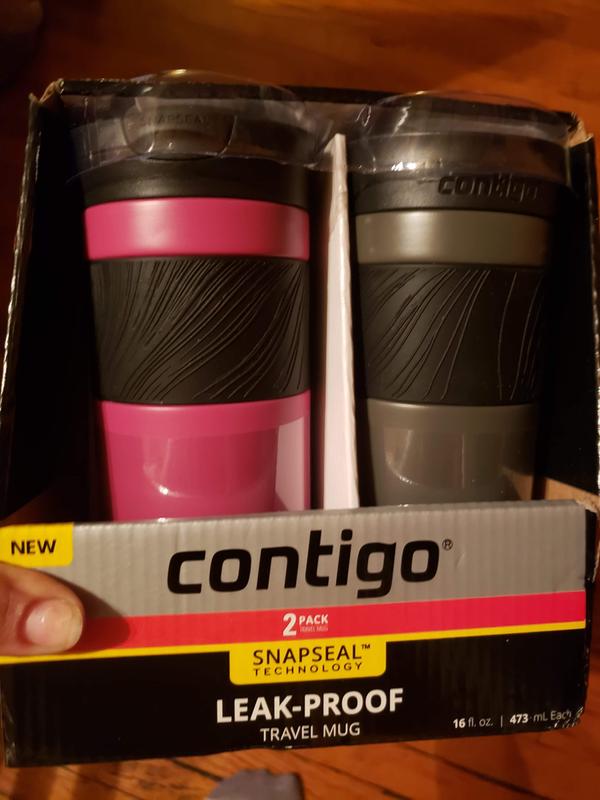 SNAPSEAL
contigo
NEW
contigo®
2 PACK
TRAVEL MUG
SNAPSEAL™
TECHNOLOGY
LEAK-PROOF
TRAVEL MUG
16 fl. oz. | 473 mL Each